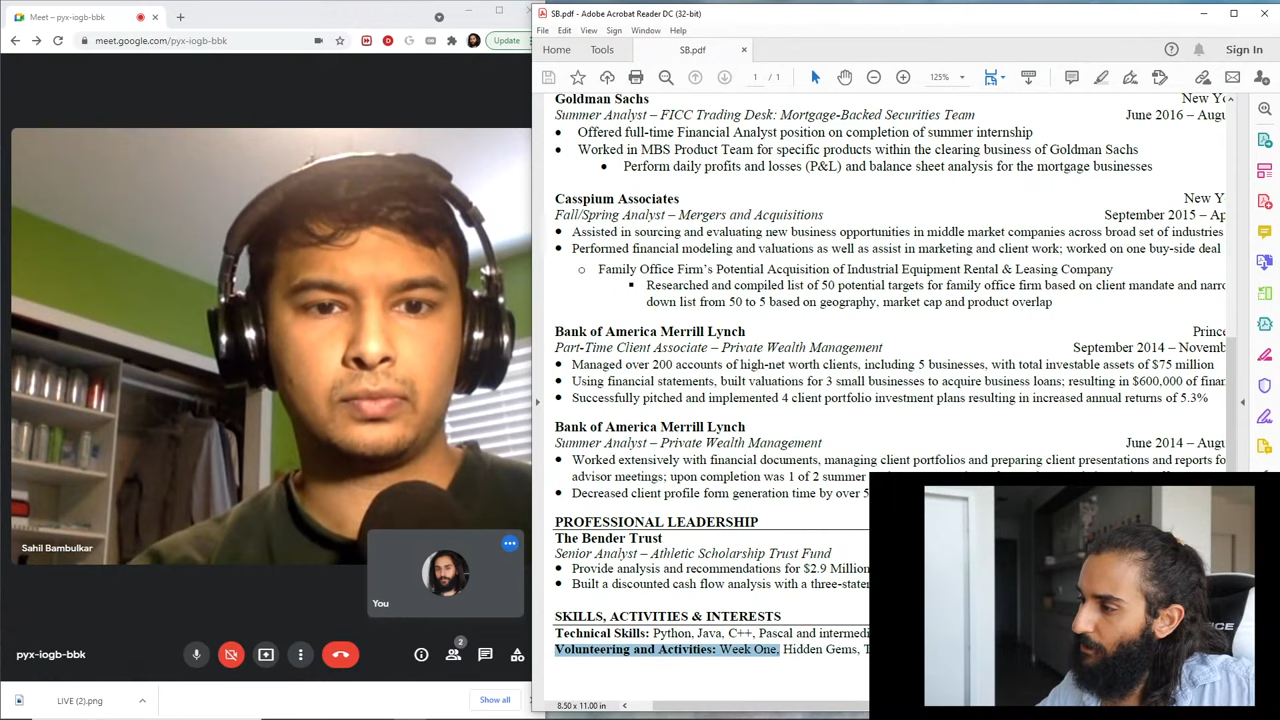 Meet – pyx-iogb-bbk
meet.google.com/pyx-iogb-bbk
Update
Sahil Bambulkar
You
pyx-iogb-bbk
2
LIVE (2).png
Show all
SB.pdf - Adobe Acrobat Reader DC (32-bit)
File Edit View Sign Window Help
Home Tools SB.pdf Sign In
1 / 1 125%
Goldman Sachs New Yo
Summer Analyst – FICC Trading Desk: Mortgage-Backed Securities Team June 2016 – Augu
• Offered full-time Financial Analyst position on completion of summer internship
• Worked in MBS Product Team for specific products within the clearing business of Goldman Sachs
• Perform daily profits and losses (P&L) and balance sheet analysis for the mortgage businesses
Casspium Associates New Y
Fall/Spring Analyst – Mergers and Acquisitions September 2015 – Ap
• Assisted in sourcing and evaluating new business opportunities in middle market companies across broad set of industries
• Performed financial modeling and valuations as well as assist in marketing and client work; worked on one buy-side deal
o Family Office Firm's Potential Acquisition of Industrial Equipment Rental & Leasing Company
▪ Researched and compiled list of 50 potential targets for family office firm based on client mandate and narro
down list from 50 to 5 based on geography, market cap and product overlap
Bank of America Merrill Lynch Prince
Part-Time Client Associate – Private Wealth Management September 2014 – Novemb
• Managed over 200 accounts of high-net worth clients, including 5 businesses, with total investable assets of $75 million
• Using financial statements, built valuations for 3 small businesses to acquire business loans; resulting in $600,000 of finan
• Successfully pitched and implemented 4 client portfolio investment plans resulting in increased annual returns of 5.3%
Bank of America Merrill Lynch
Summer Analyst – Private Wealth Management June 2014 – Augu
• Worked extensively with financial documents, managing client portfolios and preparing client presentations and reports fo
advisor meetings; upon completion was 1 of 2 summer
• Decreased client profile form generation time by over 5
PROFESSIONAL LEADERSHIP
The Bender Trust
Senior Analyst – Athletic Scholarship Trust Fund
• Provide analysis and recommendations for $2.9 Million
• Built a discounted cash flow analysis with a three-stater
SKILLS, ACTIVITIES & INTERESTS
Technical Skills: Python, Java, C++, Pascal and intermedi
Volunteering and Activities: Week One, Hidden Gems, T
8.50 x 11.00 in